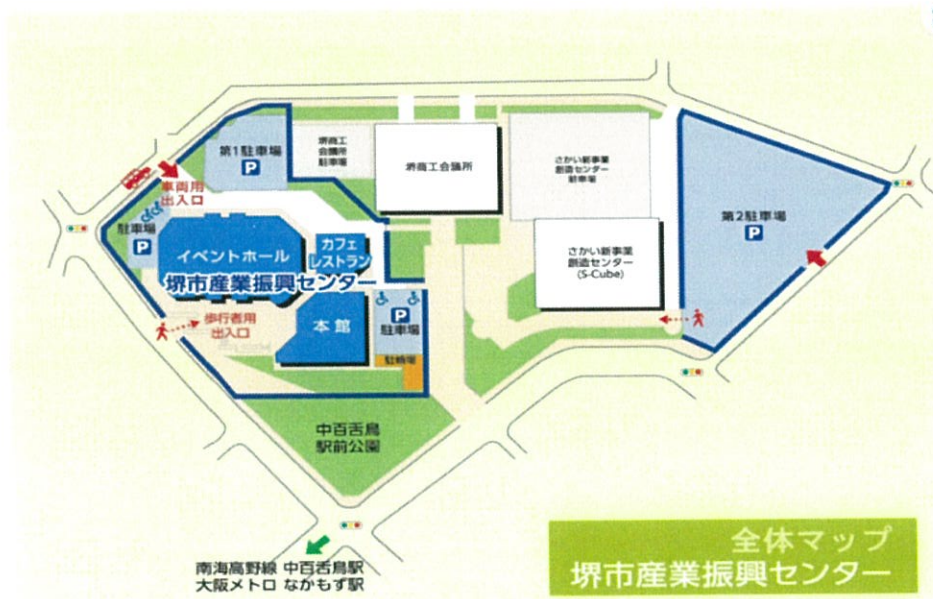 第1駐車場
P
堺商工
会議所
駐車場
堺商工会議所
さかい新事業
創造センター
駐車場
車両用
出入口
駐車場
P
イベントホール
カフェ
レストラン
堺市産業振興センター
さかい新事業
創造センター
(S-Cube)
第2駐車場
P
歩行者用
出入口
本館
P
駐車場
駐輪場
中百舌鳥
駅前公園
南海高野線 中百舌鳥駅
大阪メトロ なかもず駅
全体マップ
堺市産業振興センター